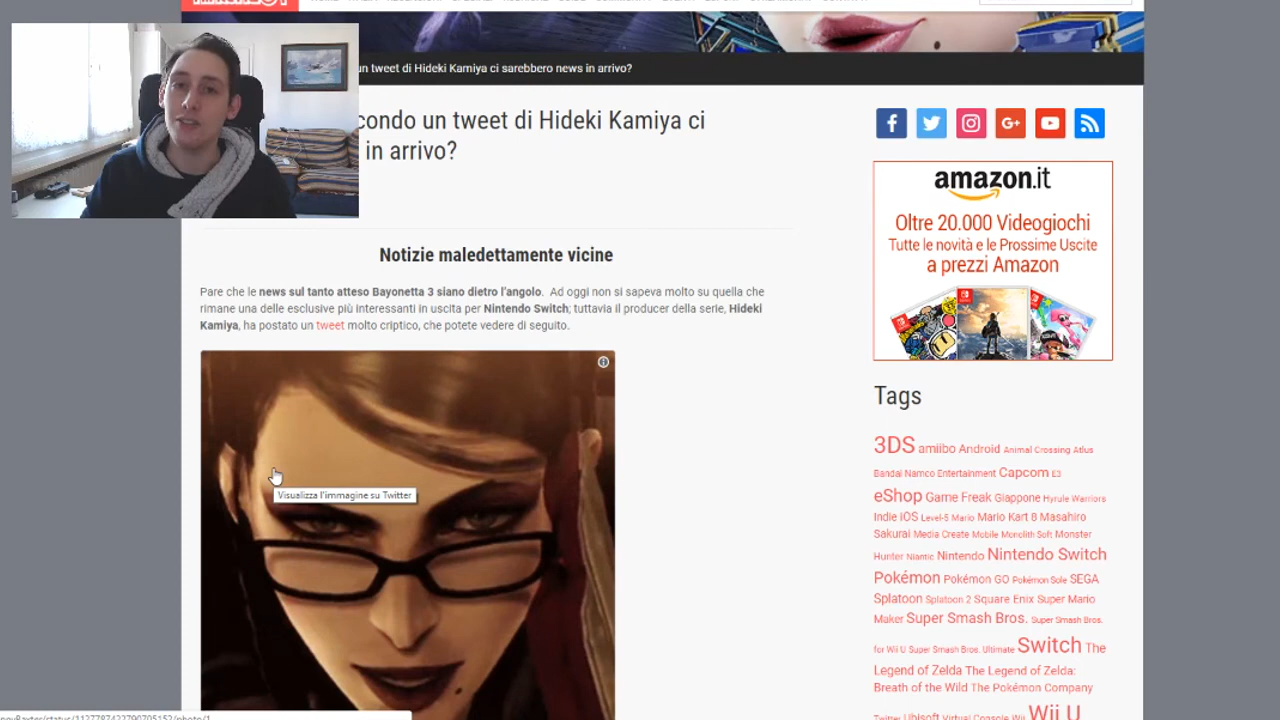 un tweet di Hideki Kamiya ci sarebbero news in arrivo?
condo un tweet di Hideki Kamiya ci
in arrivo?
Notizie maledettamente vicine
Pare che le news sul tanto atteso Bayonetta 3 siano dietro l'angolo. Ad oggi non si sapeva molto su quella che
rimane una delle esclusive più interessanti in uscita per Nintendo Switch; tuttavia il producer della serie, Hideki
Kamiya, ha postato un tweet molto criptico, che potete vedere di seguito.
Visualizza l'immagine su Twitter
G+
amazon.it
Oltre 20.000 Videogiochi
Tutte le novità e le Prossime Uscite
a prezzi Amazon
Tags
3DS amiibo Android Animal Crossing Atlus
Bandai Namco Entertainment Capcom E3
eShop Game Freak Giappone Hyrule Warriors
Indie iOS Level-5 Mario Mario Kart 8 Masahiro
Sakurai Media Create Mobile Monolith Soft Monster
Hunter Niantic Nintendo Nintendo Switch
Pokémon Pokémon GO Pokémon Sole SEGA
Splatoon Splatoon 2 Square Enix Super Mario
Maker Super Smash Bros. Super Smash Bros.
for Wii U Super Smash Bros. Ultimate Switch The
Legend of Zelda The Legend of Zelda:
Breath of the Wild The Pokémon Company
Twitter Ubisoft Virtual Console Wii Wii U